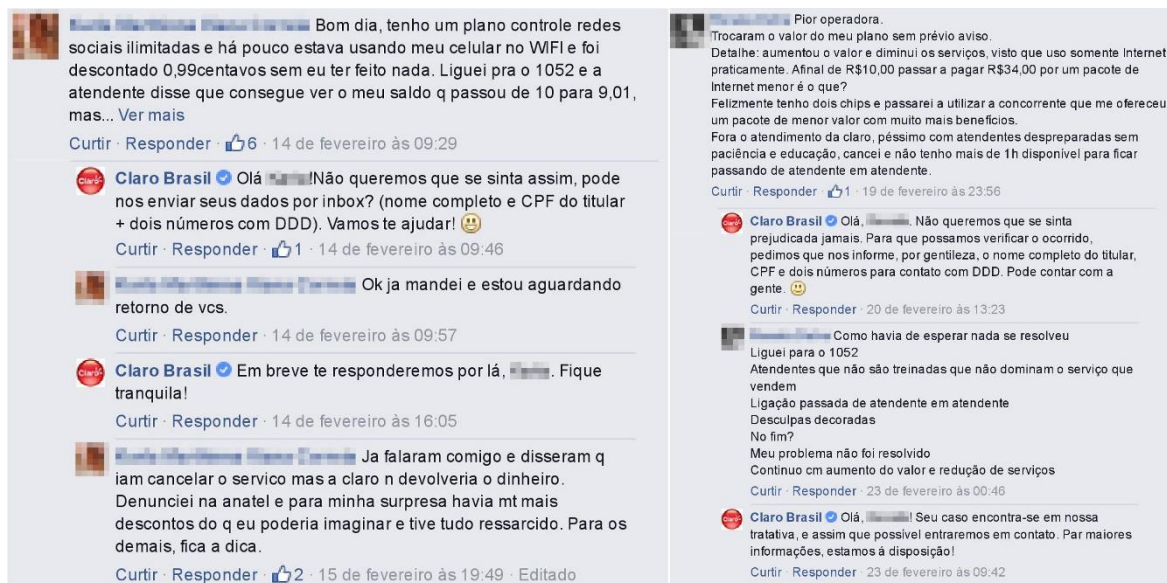 Bom dia, tenho um plano controle redes
sociais ilimitadas e há pouco estava usando meu celular no WIFI e foi
descontado 0,99centavos sem eu ter feito nada. Liguei pra o 1052 e a
atendente disse que consegue ver o meu saldo q passou de 10 para 9,01,
mas... Ver mais
Curtir · Responder · 6 · 14 de fevereiro às 09:29
Claro Brasil Olá !Não queremos que se sinta assim, pode
nos enviar seus dados por inbox? (nome completo e CPF do titular
+ dois números com DDD). Vamos te ajudar!
Curtir · Responder · 1 · 14 de fevereiro às 09:46
Ok ja mandei e estou aguardando
retorno de vcs.
Curtir · Responder · 14 de fevereiro às 09:57
Claro Brasil Em breve te responderemos por lá, . Fique
tranquila!
Curtir · Responder · 14 de fevereiro às 16:05
Ja falaram comigo e disseram q
iam cancelar o servico mas a claro n devolveria o dinheiro.
Denunciei na anatel e para minha surpresa havia mt mais
descontos do q eu poderia imaginar e tive tudo ressarcido. Para os
demais, fica a dica.
Curtir · Responder · 2 · 15 de fevereiro às 19:49 · Editado
Pior operadora.
Trocaram o valor do meu plano sem prévio aviso.
Detalhe: aumentou o valor e diminui os serviços, visto que uso somente Internet
praticamente. Afinal de R$10,00 passar a pagar R$34,00 por um pacote de
Internet menor é o que?
Felizmente tenho dois chips e passarei a utilizar a concorrente que me ofereceu
um pacote de menor valor com muito mais benefícios.
Fora o atendimento da claro, péssimo com atendentes despreparadas sem
paciência e educação, cancei e não tenho mais de 1h disponível para ficar
passando de atendente em atendente.
Curtir · Responder · 1 · 19 de fevereiro às 23:56
Claro Brasil Olá, . Não queremos que se sinta
prejudicada jamais. Para que possamos verificar o ocorrido,
pedimos que nos informe, por gentileza, o nome completo do titular,
CPF e dois números para contato com DDD. Pode contar com a
gente.
Curtir · Responder · 20 de fevereiro às 13:23
Como havia de esperar nada se resolveu
Liguei para o 1052
Atendentes que não são treinadas que não dominam o serviço que
vendem
Ligação passada de atendente em atendente
Desculpas decoradas
No fim?
Meu problema não foi resolvido
Continuo cm aumento do valor e redução de serviços
Curtir · Responder · 23 de fevereiro às 00:46
Claro Brasil Olá, ! Seu caso encontra-se em nossa
tratativa, e assim que possível entraremos em contato. Par maiores
informações, estamos á disposição!
Curtir · Responder · 23 de fevereiro às 09:42